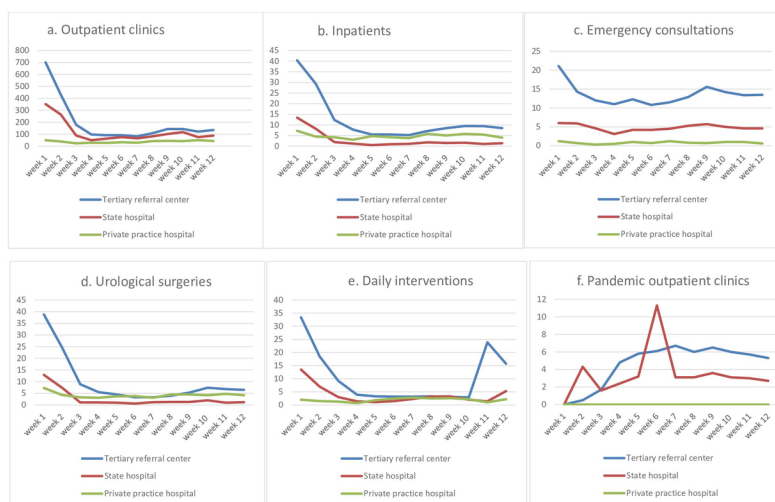 a. Outpatient clinics
800
700
600
500
400
300
200
100
0
week 1
week 2
week 3
week 4
week 5
week 6
week 7
week 8
week 9
week 10
week 11
week 12
Tertiary referral center
State hospital
Private practice hospital
b. Inpatients
45
40
35
30
25
20
15
10
5
0
week 1
week 2
week 3
week 4
week 5
week 6
week 7
week 8
week 9
week 10
week 11
week 12
Tertiary referral center
State hospital
Private practice hospital
c. Emergency consultations
25
20
15
10
5
0
week 1
week 2
week 3
week 4
week 5
week 6
week 7
week 8
week 9
week 10
week 11
week 12
Tertiary referral center
State hospital
Private practice hospital
d. Urological surgeries
45
40
35
30
25
20
15
10
5
0
week 1
week 2
week 3
week 4
week 5
week 6
week 7
week 8
week 9
week 10
week 11
week 12
Tertiary referral center
State hospital
Private practice hospital
e. Daily interventions
40
35
30
25
20
15
10
5
0
week 1
week 2
week 3
week 4
week 5
week 6
week 7
week 8
week 9
week 10
week 11
week 12
Tertiary referral center
State hospital
Private practice hospital
f. Pandemic outpatient clinics
12
10
8
6
4
2
0
week 1
week 2
week 3
week 4
week 5
week 6
week 7
week 8
week 9
week 10
week 11
week 12
Tertiary referral center
State hospital
Private practice hospital